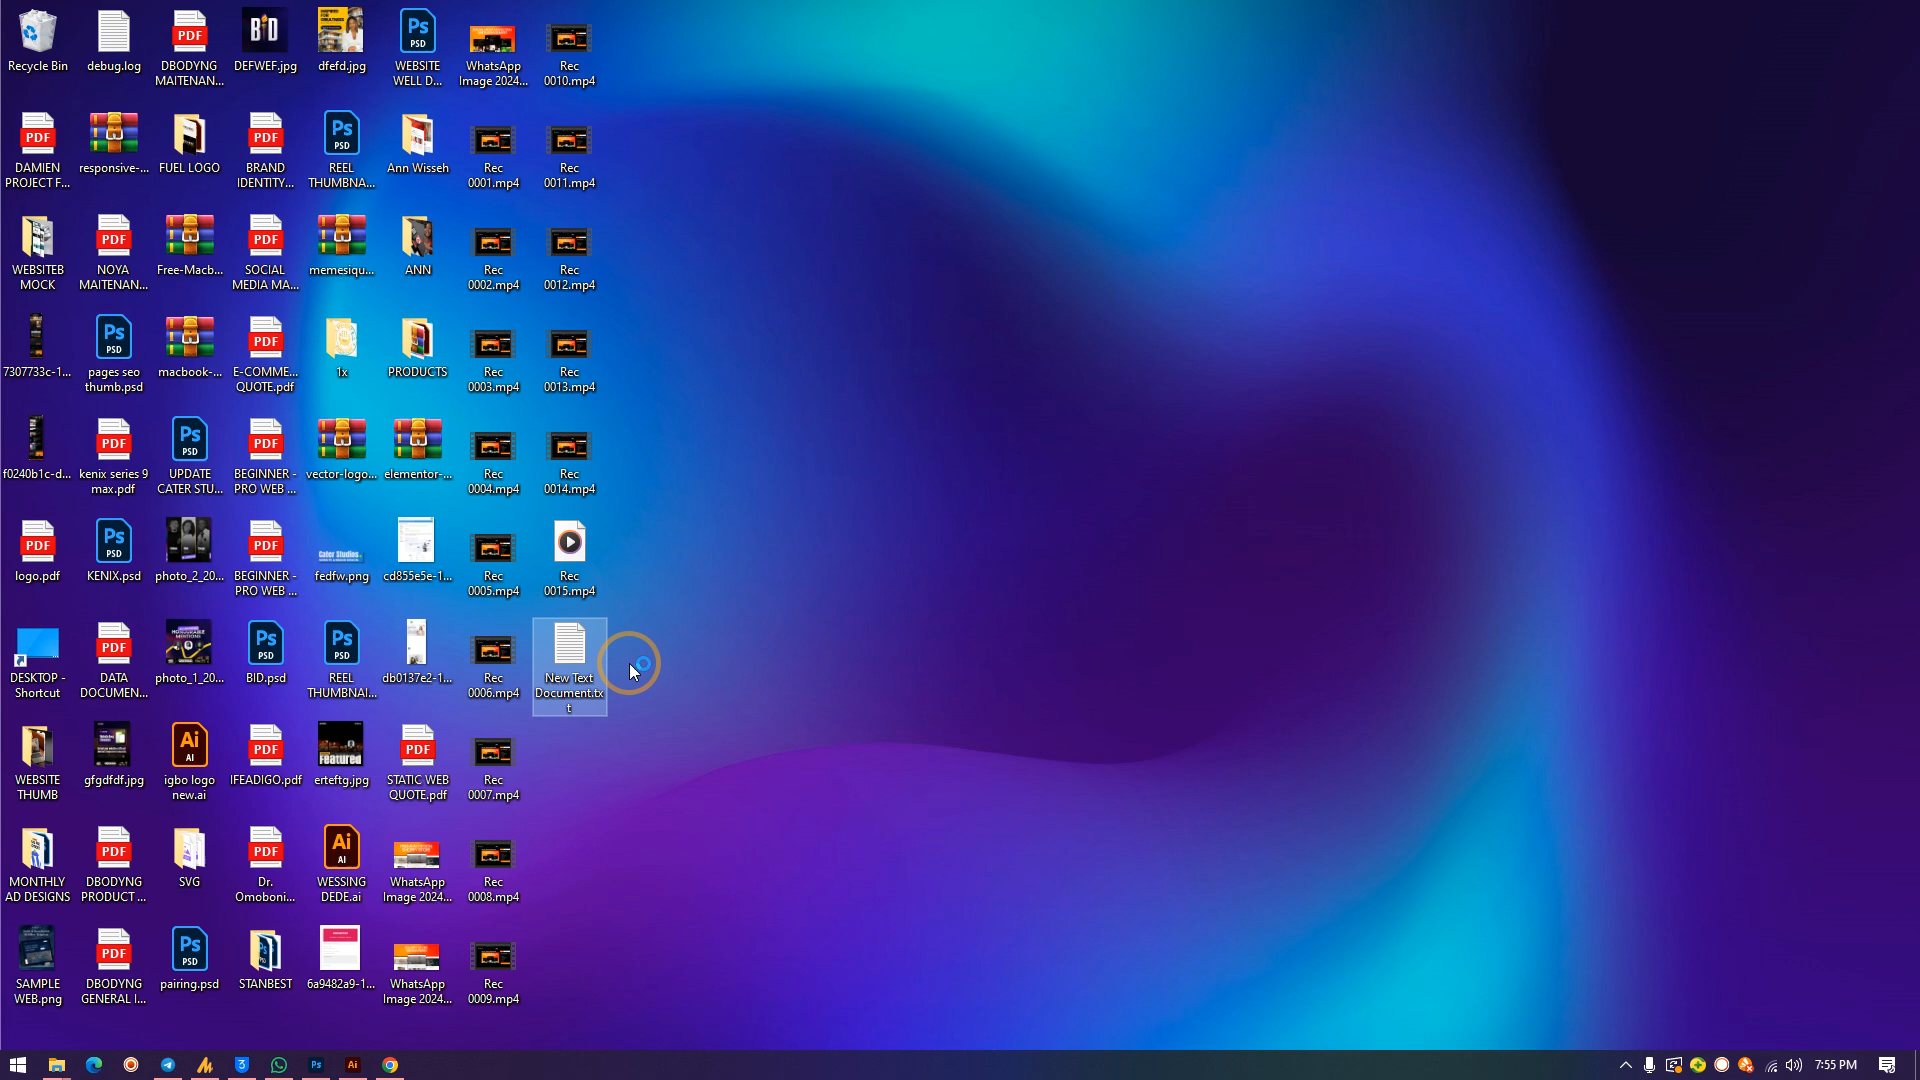 Recycle Bin
debug.log
DBODYNG
MAITENAN...
DEFWEF.jpg
dfefd.jpg
WEBSITE
WELL D...
WhatsApp
Image 2024...
Rec
0010.mp4
DAMIEN
PROJECT F...
responsive-...
FUEL LOGO
BRAND
IDENTITY...
REEL
THUMBNA...
Ann Wisseh
Rec
0001.mp4
Rec
0011.mp4
WEBSITEB
MOCK
NOYA
MAITENAN...
Free-Macb...
SOCIAL
MEDIA MA...
memesiqu...
ANN
Rec
0002.mp4
Rec
0012.mp4
7307733c-1...
pages seo
thumb.psd
macbook-...
E-COMME...
QUOTE.pdf
1x
PRODUCTS
Rec
0003.mp4
Rec
0013.mp4
f0240b1c-d...
kenix series 9
max.pdf
UPDATE
CATER STU...
BEGINNER -
PRO WEB ...
vector-logo...
elementor-...
Rec
0004.mp4
Rec
0014.mp4
logo.pdf
KENIX.psd
photo_2_20...
BEGINNER -
PRO WEB ...
fedfw.png
cd855e5e-1...
Rec
0005.mp4
Rec
0015.mp4
DESKTOP -
Shortcut
DATA
DOCUMEN...
photo_1_20...
BID.psd
REEL
THUMBNAI...
db0137e2-1...
Rec
0006.mp4
New Text
Document.tx
t
WEBSITE
THUMB
gfgdfdf.jpg
igbo logo
new.ai
IFEADIGO.pdf
erteftg.jpg
STATIC WEB
QUOTE.pdf
Rec
0007.mp4
MONTHLY
AD DESIGNS
DBODYNG
PRODUCT ...
SVG
Dr.
Omoboni...
WESSING
DEDE.ai
WhatsApp
Image 2024...
Rec
0008.mp4
SAMPLE
WEB.png
DBODYNG
GENERAL I...
pairing.psd
STANBEST
6a9482a9-1...
WhatsApp
Image 2024...
Rec
0009.mp4
7:55 PM